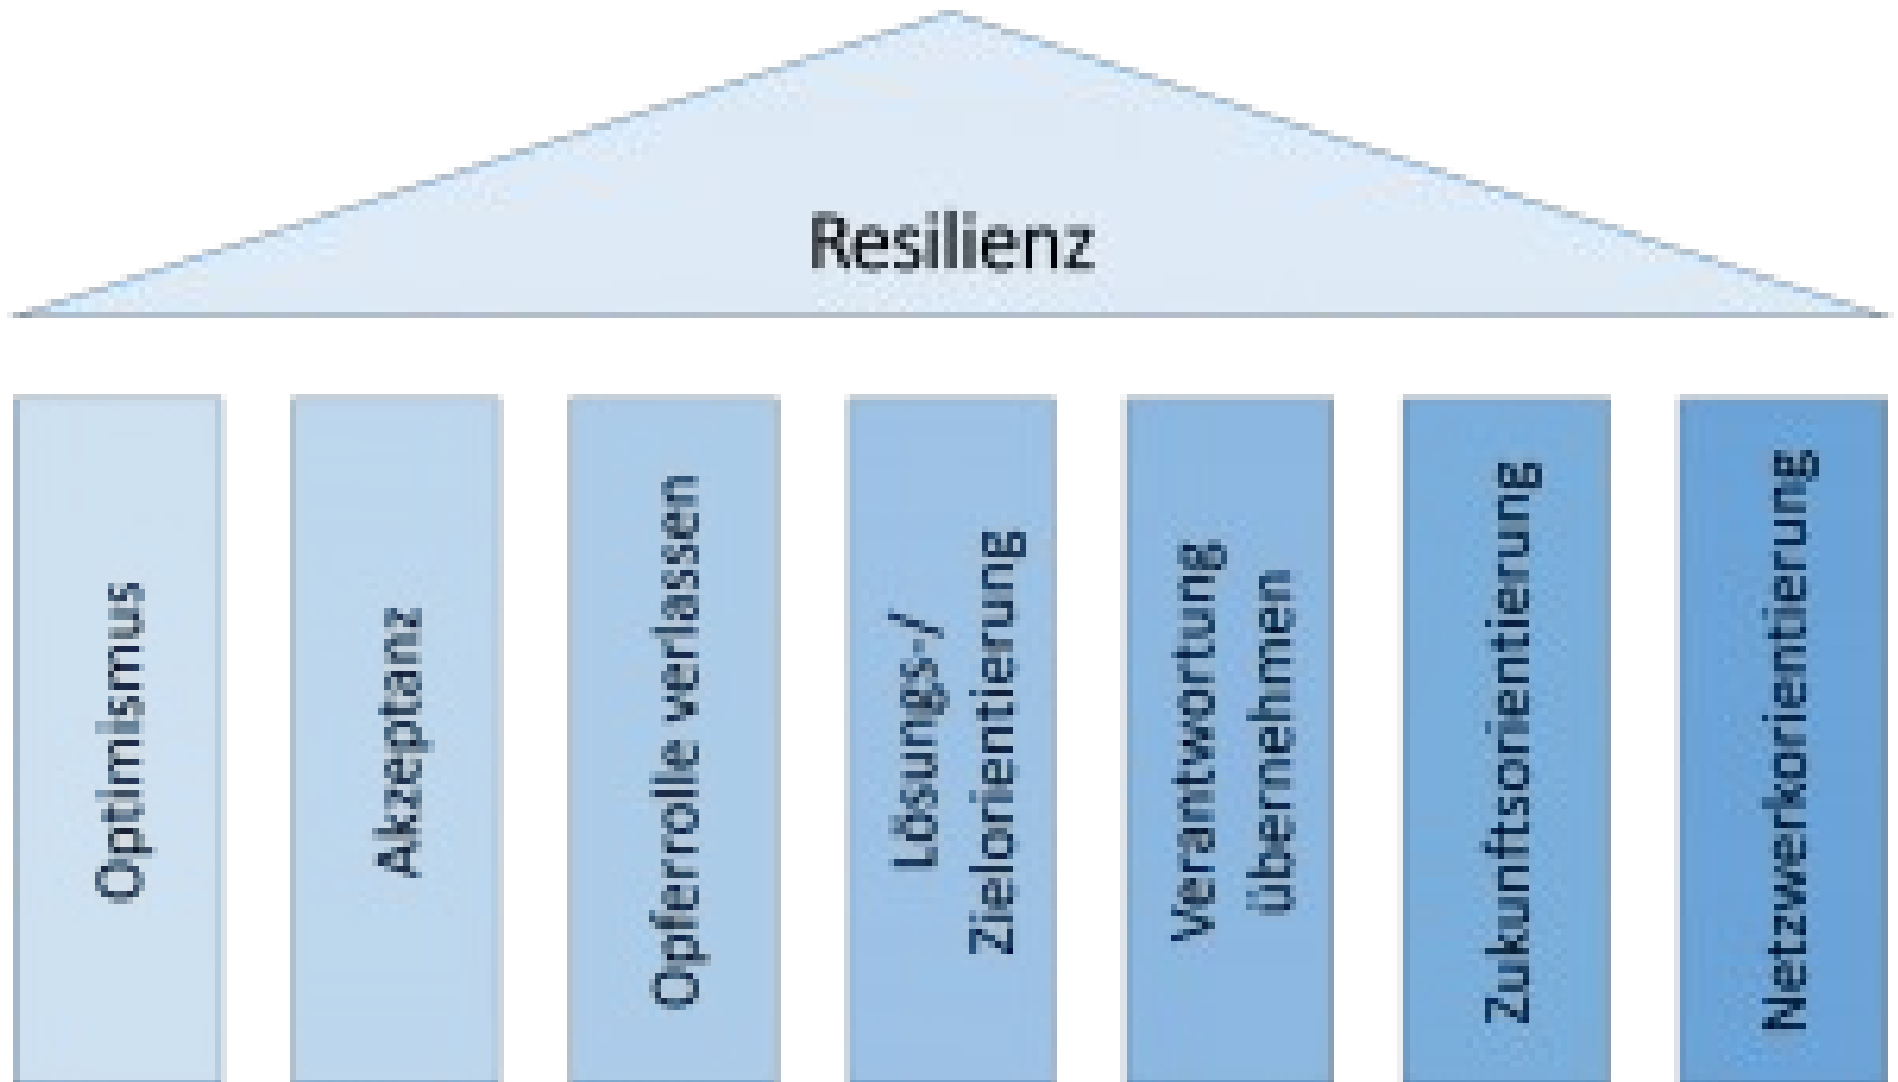 Resilienz
Optimismus
Akzeptanz
Opferrolle verlassen
Lösungs-/
Zielorientierung
Verantwortung
übernehmen
Zukunftsorientierung
Netzwerkorientierung